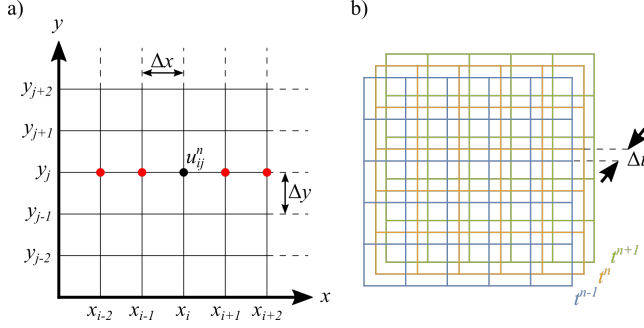 a)
b)
y
Δx
y_{j+2}
y_{j+1}
u_{ij}^{n}
y_j
Δt
Δy
y_{j-1}
y_{j-2}
t^{n+1}
t^n
t^{n-1}
x
x_{i-2} x_{i-1} x_i x_{i+1} x_{i+2}